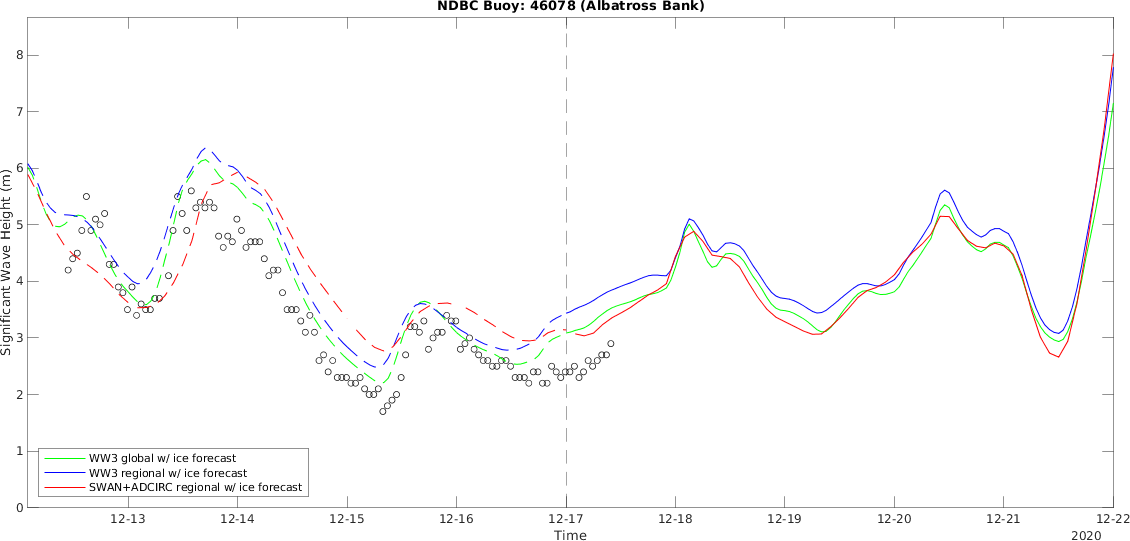 NDBC Buoy: 46078 (Albatross Bank)
Significant Wave Height (m)
8
7
6
5
4
3
2
1
0
WW3 global w/ ice forecast
WW3 regional w/ ice forecast
SWAN+ADCIRC regional w/ ice forecast
12-13 12-14 12-15 12-16 12-17 12-18 12-19 12-20 12-21 12-22
Time
2020